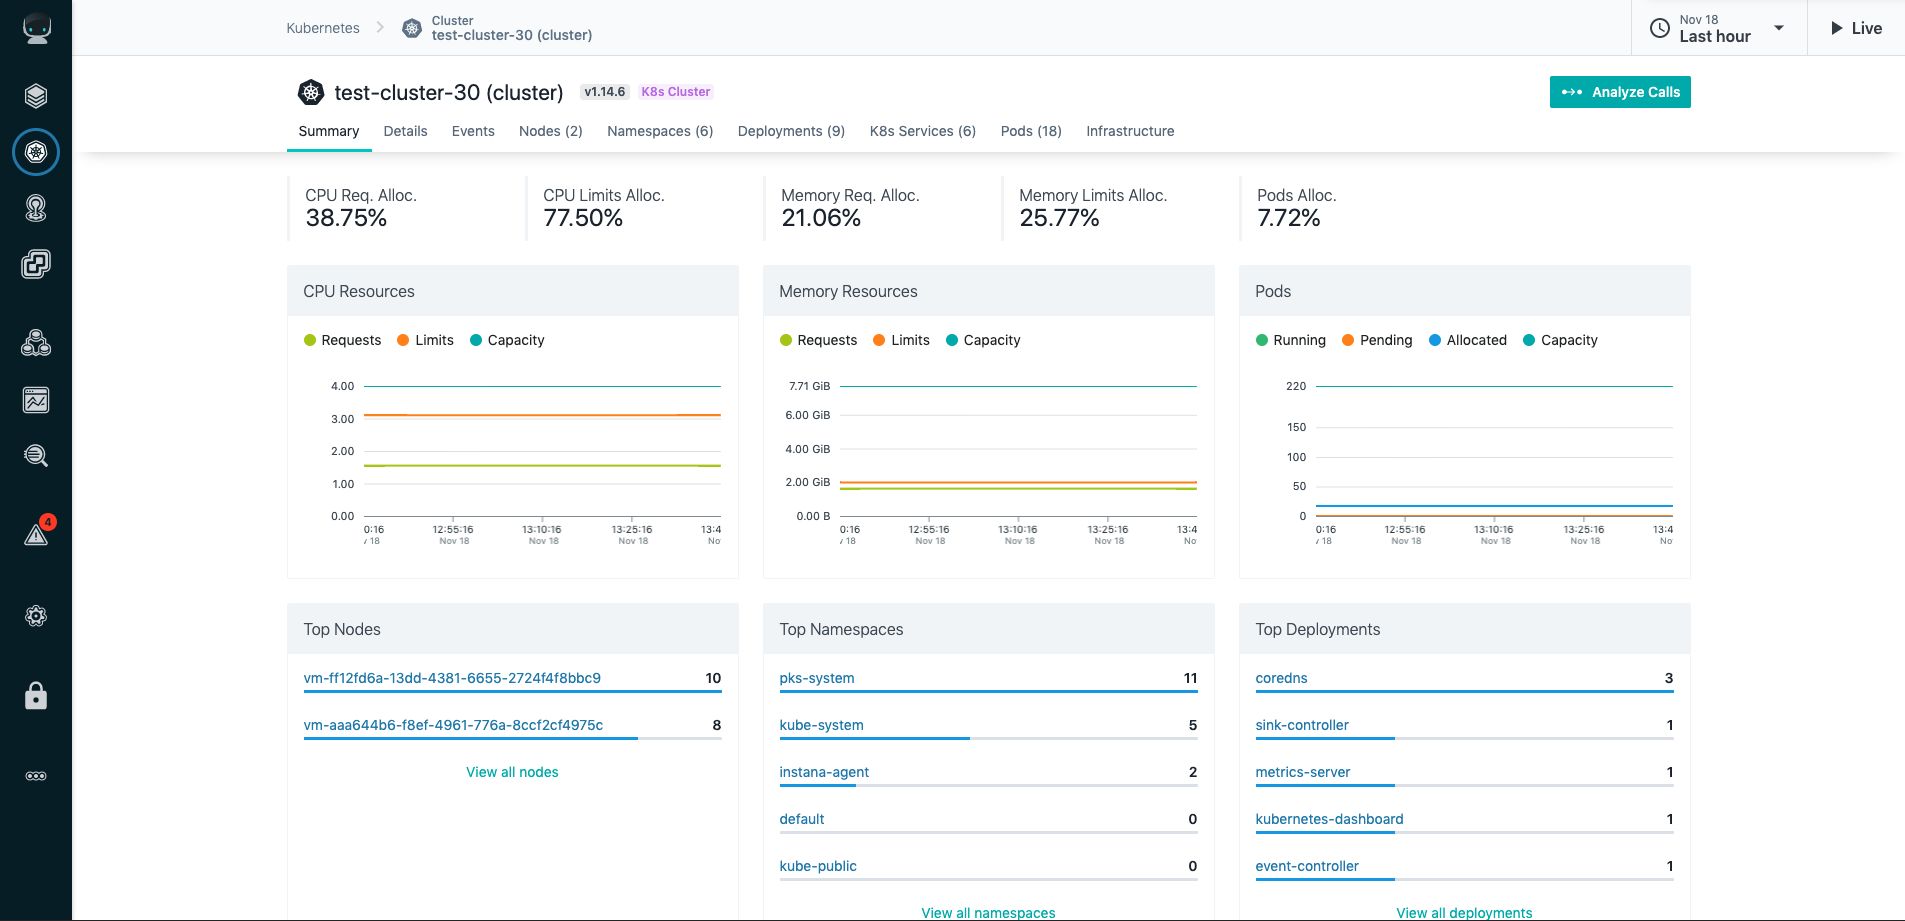 Kubernetes
Cluster
test-cluster-30 (cluster)
Nov 18
Last hour
Live
test-cluster-30 (cluster) v1.14.6 K8s Cluster
Analyze Calls
Summary Details Events Nodes (2) Namespaces (6) Deployments (9) K8s Services (6) Pods (18) Infrastructure
CPU Req. Alloc.
38.75%
CPU Limits Alloc.
77.50%
Memory Req. Alloc.
21.06%
Memory Limits Alloc.
25.77%
Pods Alloc.
7.72%
CPU Resources
Requests Limits Capacity
4.00
3.00
2.00
1.00
0.00
0:16 12:55:16 13:10:16 13:25:16 13:4
v 18 Nov 18 Nov 18 Nov 18 No
Memory Resources
Requests Limits Capacity
7.71 GiB
6.00 GiB
4.00 GiB
2.00 GiB
0.00 B
0:16 12:55:16 13:10:16 13:25:16 13:4
v 18 Nov 18 Nov 18 Nov 18 No
Pods
Running Pending Allocated Capacity
220
150
100
50
0
0:16 12:55:16 13:10:16 13:25:16 13:4
v 18 Nov 18 Nov 18 Nov 18 No
4
Top Nodes
vm-ff12fd6a-13dd-4381-6655-2724f4f8bbc9 10
vm-aaa644b6-f8ef-4961-776a-8ccf2cf4975c 8
View all nodes
Top Namespaces
pks-system 11
kube-system 5
instana-agent 2
default 0
kube-public 0
View all namespaces
Top Deployments
coredns 3
sink-controller 1
metrics-server 1
kubernetes-dashboard 1
event-controller 1
View all deployments